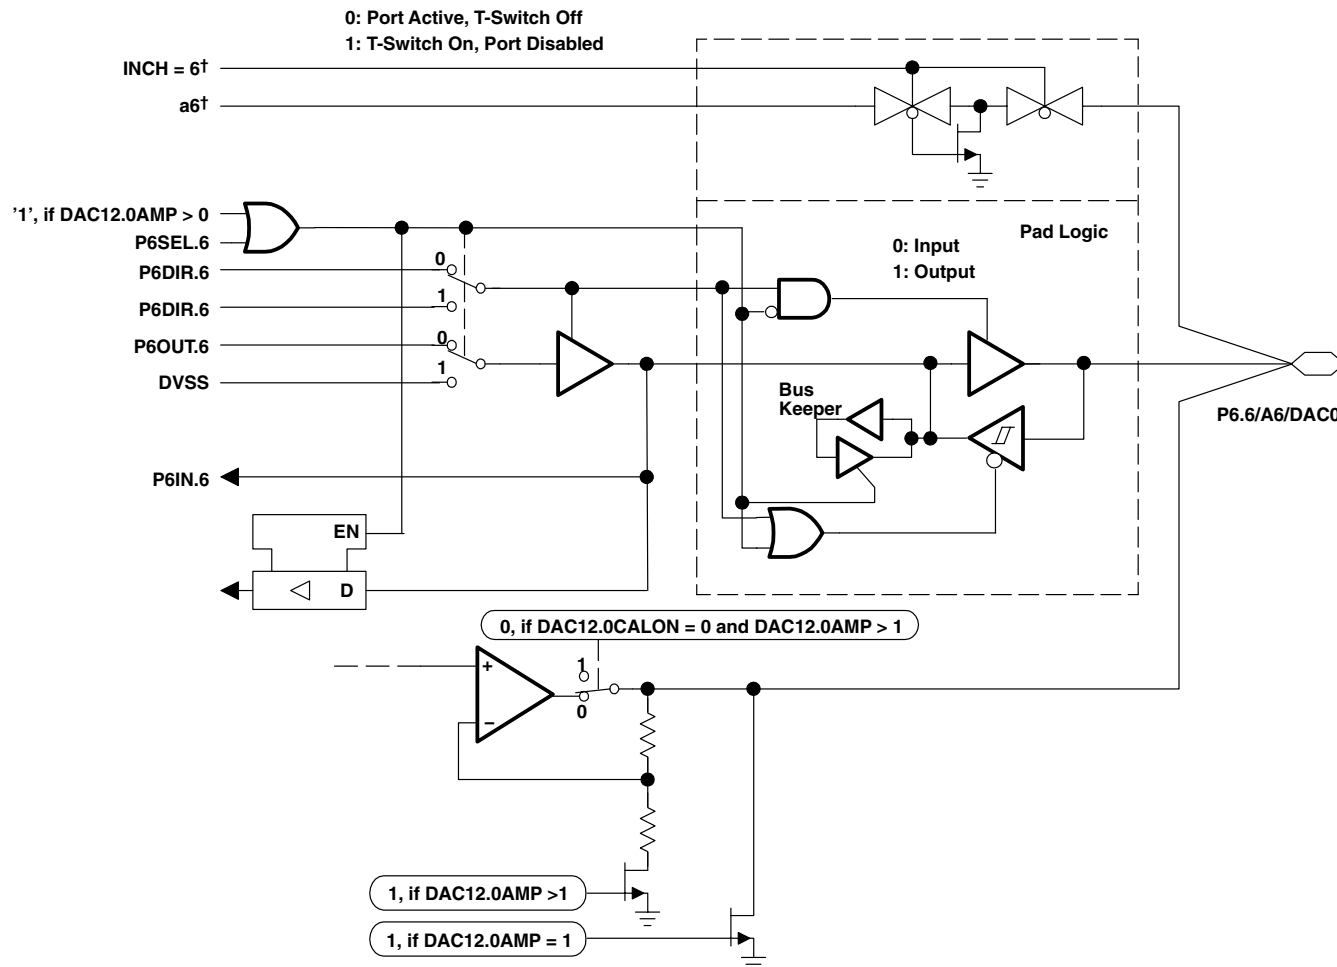 0: Port Active, T-Switch Off
1: T-Switch On, Port Disabled
INCH = 6†
a6†
'1', if DAC12.0AMP > 0
P6SEL.6
P6DIR.6
0
P6DIR.6
1
P6OUT.6
0
DVSS
1
P6IN.6
EN
D
Pad Logic
0: Input
1: Output
Bus
Keeper
P6.6/A6/DAC0
0, if DAC12.0CALON = 0 and DAC12.0AMP > 1
+
−
1
0
1, if DAC12.0AMP >1
1, if DAC12.0AMP = 1